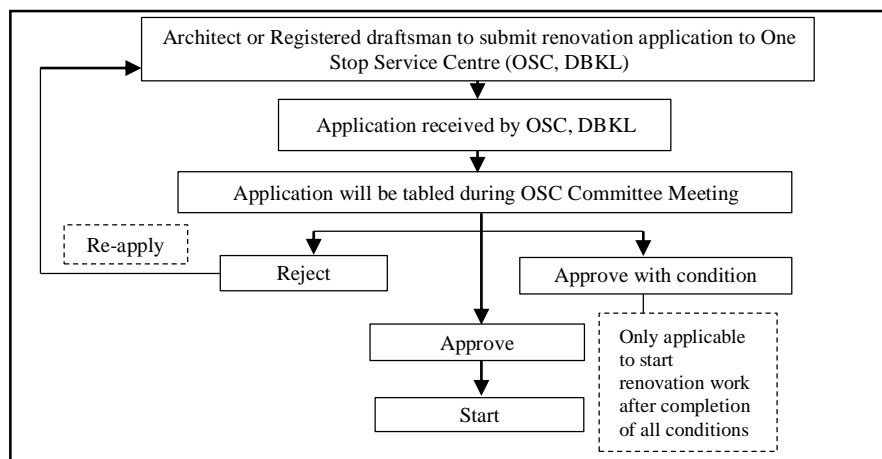 Architect or Registered draftsman to submit renovation application to One
Stop Service Centre (OSC, DBKL)
Application received by OSC, DBKL
Application will be tabled during OSC Committee Meeting
Re-apply
Reject
Approve with condition
Approve
Only applicable
to start
renovation work
after completion
of all conditions
Start